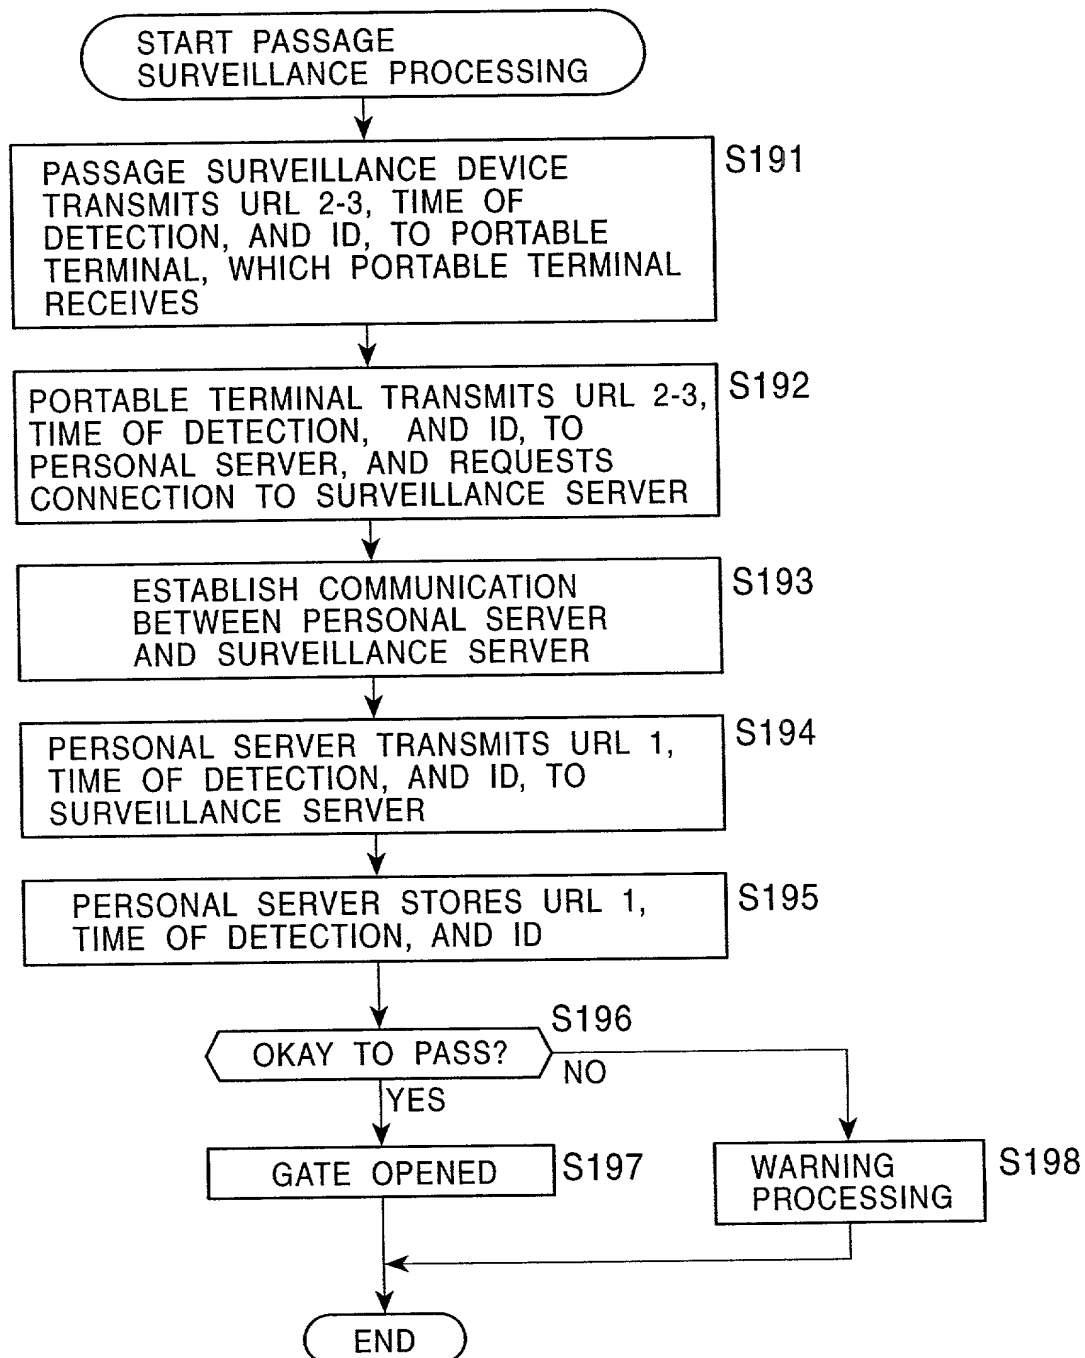 START PASSAGE
SURVEILLANCE PROCESSING
S191
PASSAGE SURVEILLANCE DEVICE
TRANSMITS URL 2-3, TIME OF
DETECTION, AND ID, TO PORTABLE
TERMINAL, WHICH PORTABLE TERMINAL
RECEIVES
S192
PORTABLE TERMINAL TRANSMITS URL 2-3,
TIME OF DETECTION, AND ID, TO
PERSONAL SERVER, AND REQUESTS
CONNECTION TO SURVEILLANCE SERVER
S193
ESTABLISH COMMUNICATION
BETWEEN PERSONAL SERVER
AND SURVEILLANCE SERVER
S194
PERSONAL SERVER TRANSMITS URL 1,
TIME OF DETECTION, AND ID, TO
SURVEILLANCE SERVER
S195
PERSONAL SERVER STORES URL 1,
TIME OF DETECTION, AND ID
S196
OKAY TO PASS?
NO
YES
GATE OPENED
S197
WARNING
PROCESSING
S198
END